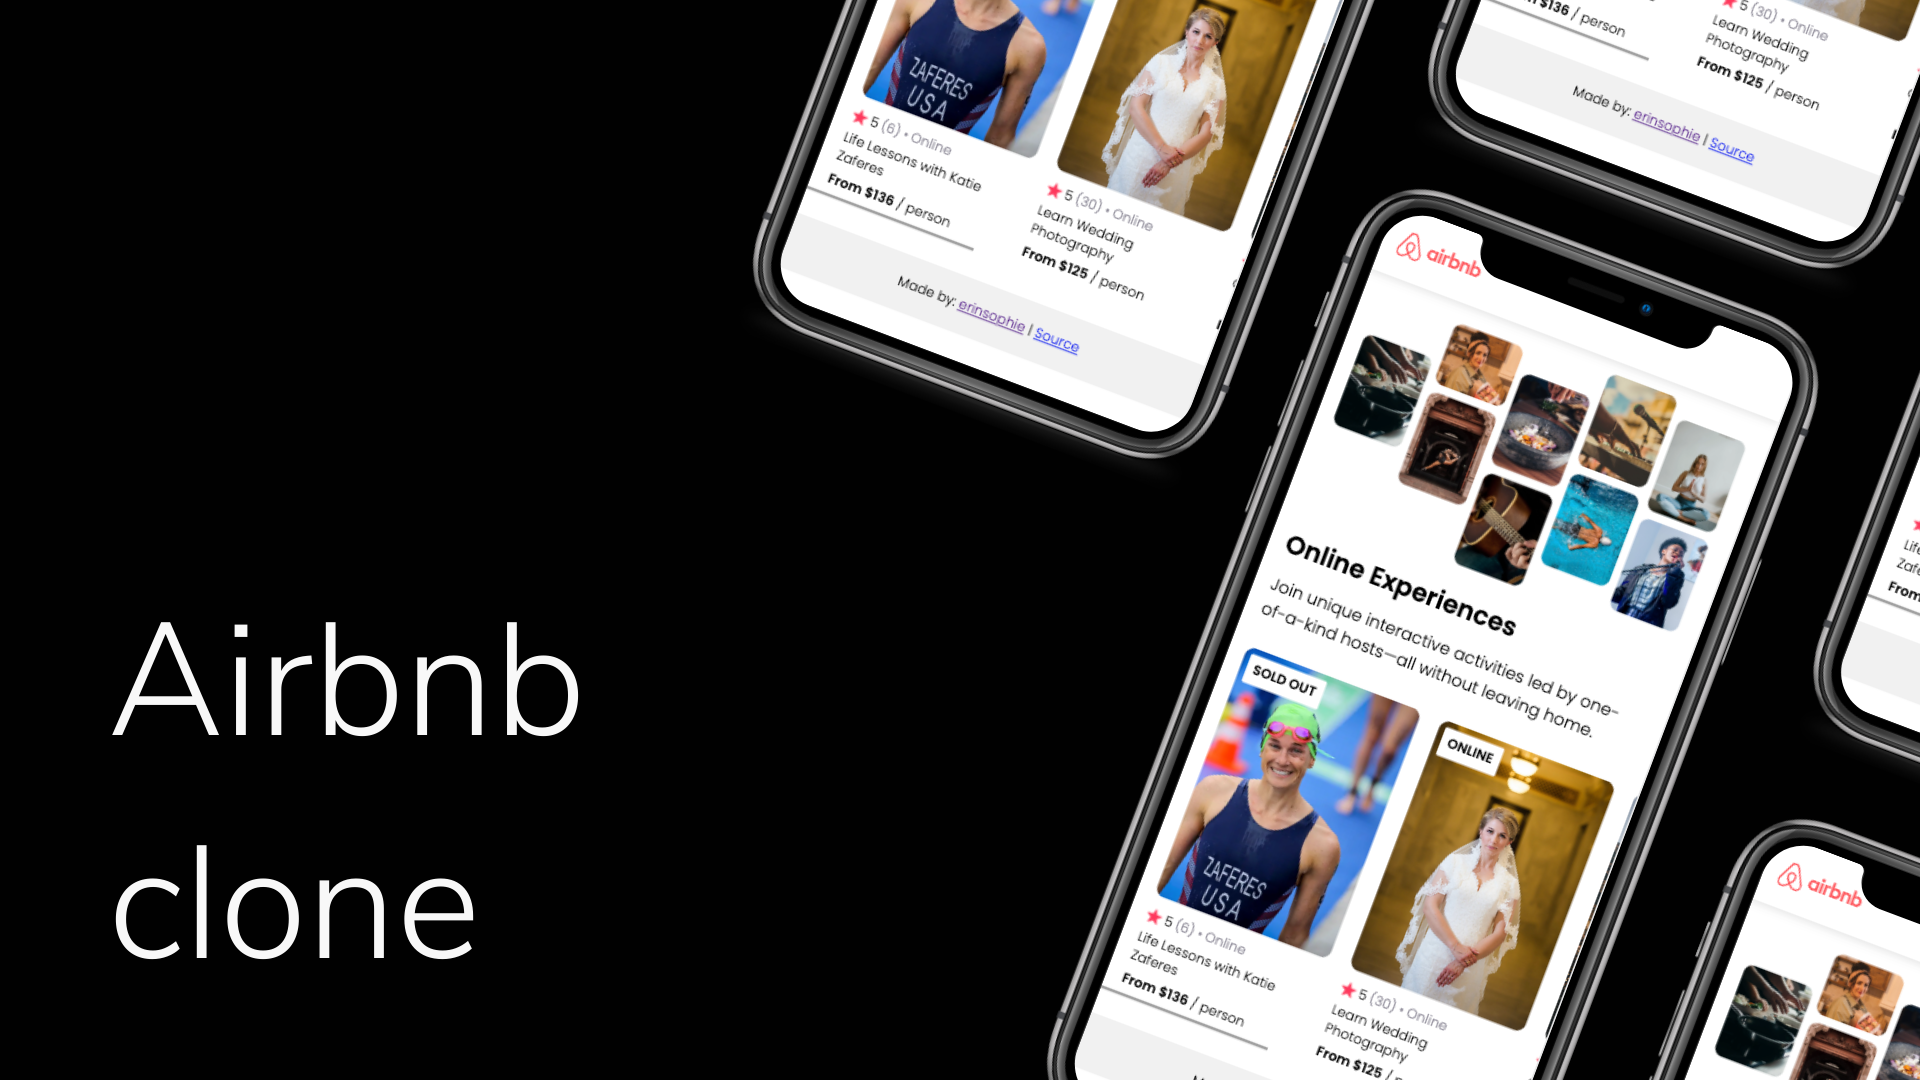 Airbnb
clone
ZAFERES
USA
5 (6) • Online
Life Lessons with Katie
Zaferes
From $136 / person
5 (30) • Online
Learn Wedding
Photography
From $125 / person
Made by: erinsophie | Source
$136 / person
5 (30) • Online
Learn Wedding
Photography
From $125 / person
Made by: erinsophie | Source
airbnb
Online Experiences
Join unique interactive activities led by one-
of-a-kind hosts—all without leaving home.
SOLD OUT
ZAFERES
USA
5 (6) • Online
Life Lessons with Katie
Zaferes
From $136 / person
ONLINE
5 (30) • Online
Learn Wedding
Photography
From $125 /
From
airbnb